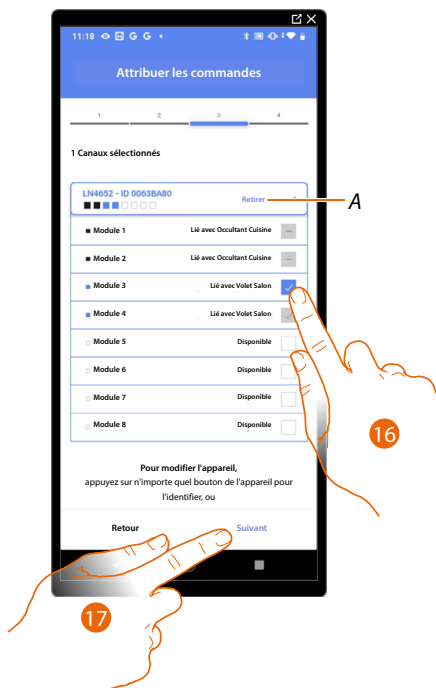 11:18 G G
Attribuer les commandes
1 2 3 4
1 Canaux sélectionnés
LN4652 - ID 0063BA80
Retirer
A
Module 1 Lié avec Occultant Cuisine
Module 2 Lié avec Occultant Cuisine
Module 3 Lié avec Volet Salon
Module 4 Lié avec Volet Salon
Module 5 Disponible
Module 6 Disponible
Module 7 Disponible
Module 8 Disponible
16
Pour modifier l'appareil,
appuyez sur n'importe quel bouton de l'appareil pour
l'identifier, ou
Retour Suivant
17